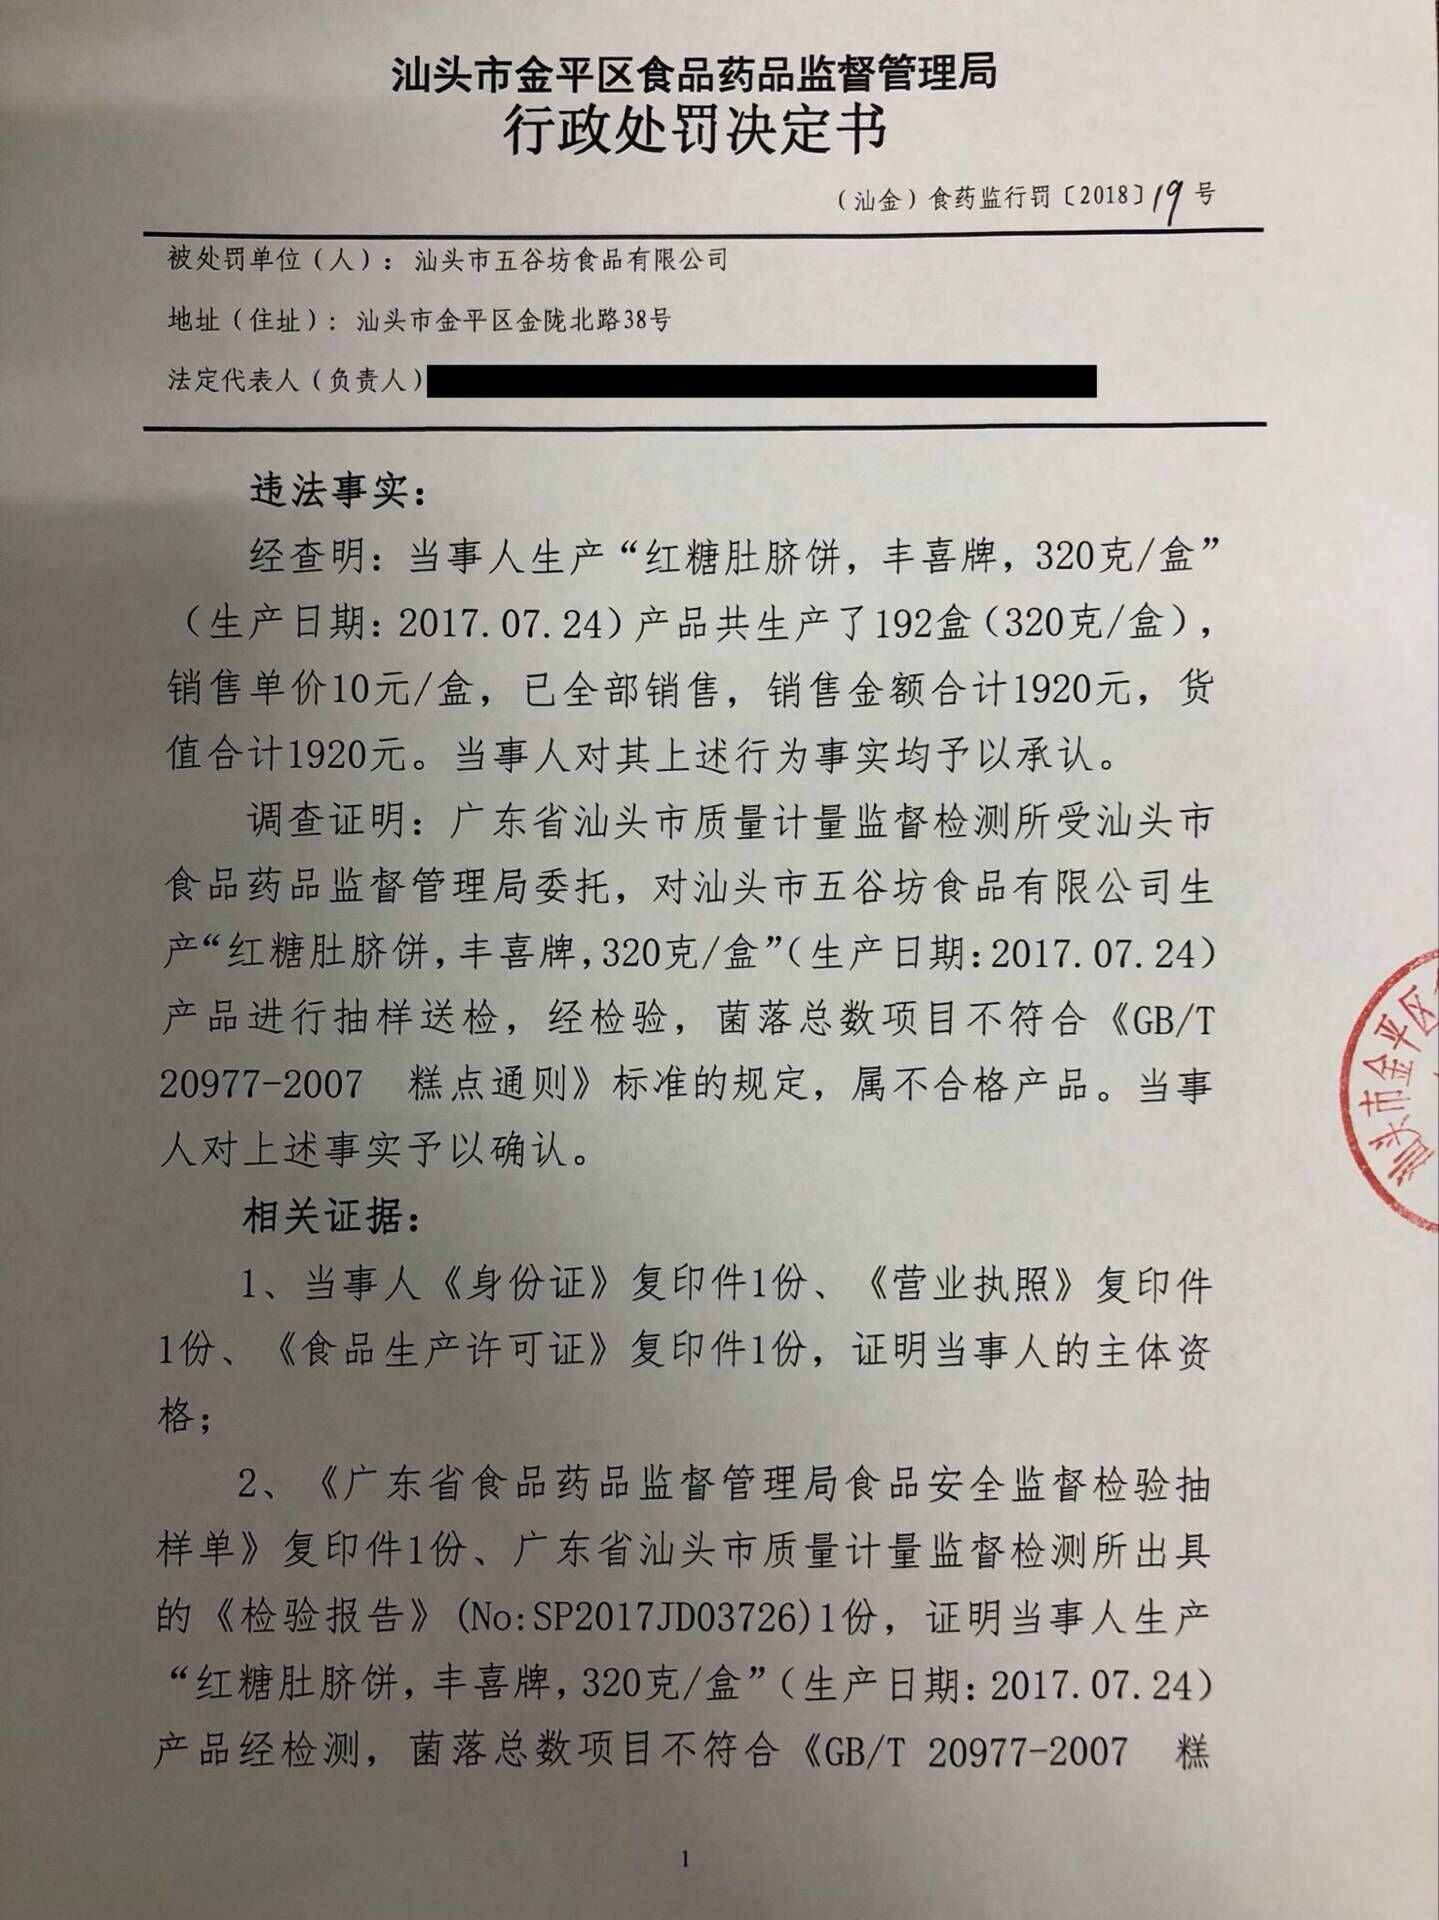 汕头市金平区食品药品监督管理局
行政处罚决定书
（汕金）食药监行罚〔2018〕19号
被处罚单位（人）：汕头市五谷坊食品有限公司
地址（住址）：汕头市金平区金陇北路38号
法定代表人（负责人）
违法事实：
经查明：当事人生产“红糖肚脐饼，丰喜牌，320克/盒”
（生产日期：2017.07.24）产品共生产了192盒（320克/盒），
销售单价10元/盒，已全部销售，销售金额合计1920元，货
值合计1920元。当事人对其上述行为事实均予以承认。
调查证明：广东省汕头市质量计量监督检测所受汕头市
食品药品监督管理局委托，对汕头市五谷坊食品有限公司生
产“红糖肚脐饼，丰喜牌，320克/盒”（生产日期：2017.07.24）
产品进行抽样送检，经检验，菌落总数项目不符合《GB/T
20977-2007 糕点通则》标准的规定，属不合格产品。当事
人对上述事实予以确认。
相关证据：
1、当事人《身份证》复印件1份、《营业执照》复印件
1份、《食品生产许可证》复印件1份，证明当事人的主体资
格；
2、《广东省食品药品监督管理局食品安全监督检验抽
样单》复印件1份、广东省汕头市质量计量监督检测所出具
的《检验报告》(No:SP2017JD03726)1份，证明当事人生产
“红糖肚脐饼，丰喜牌，320克/盒”（生产日期：2017.07.24）
产品经检测，菌落总数项目不符合《GB/T 20977-2007 糕
1
汕头市金平区